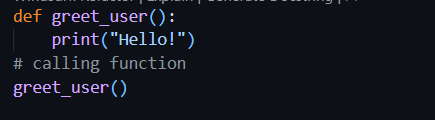 def greet_user():
    print("Hello!")
# calling function
greet_user()